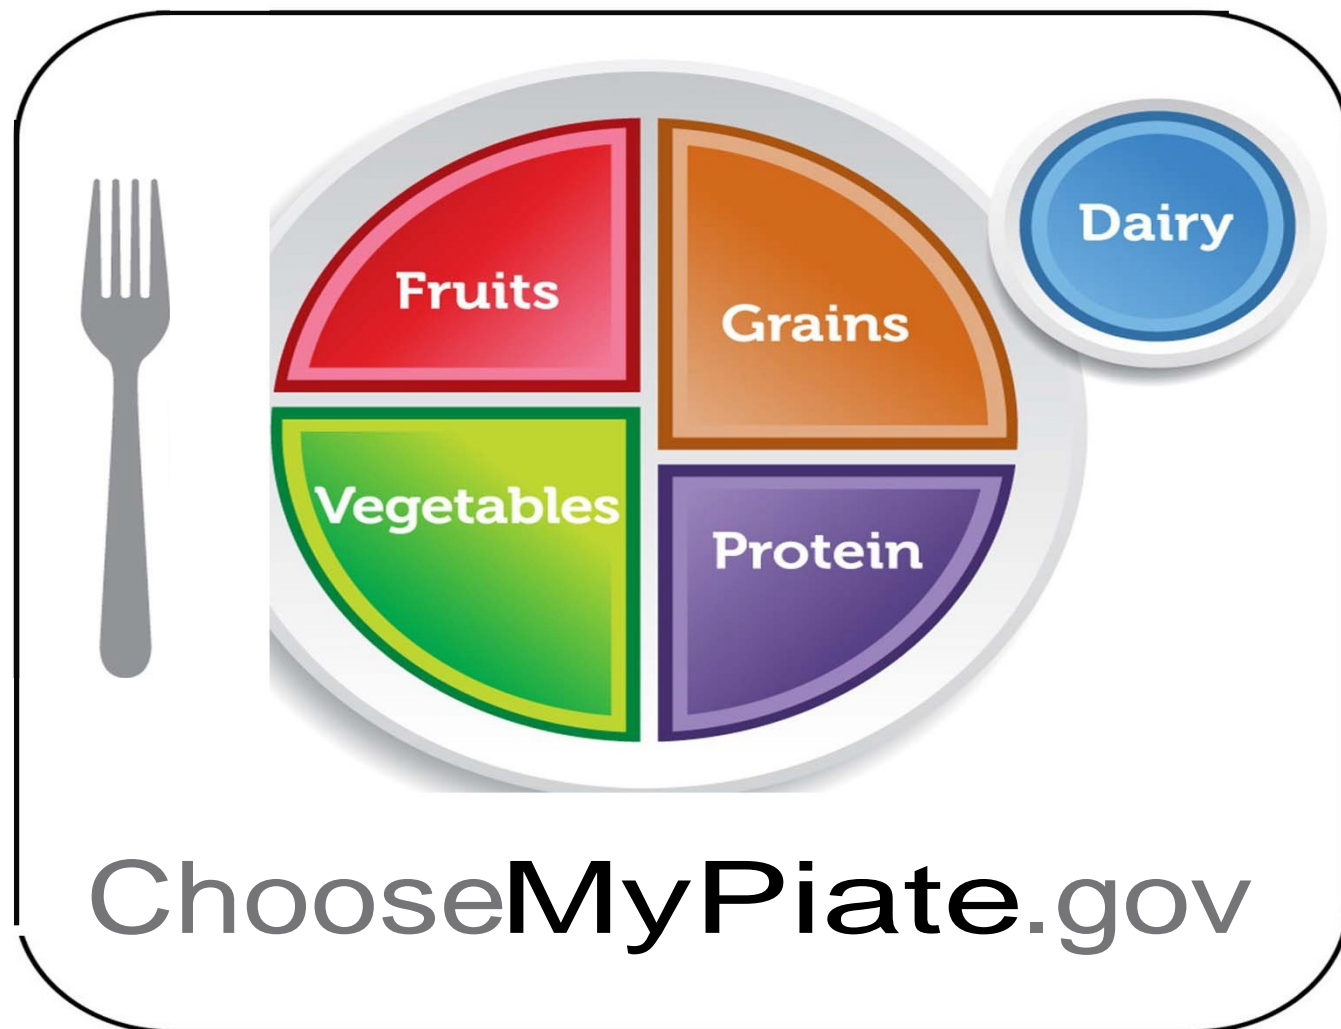 Fruits
Grains
Dairy
Vegetables
Protein
ChooseMyPiate.gov